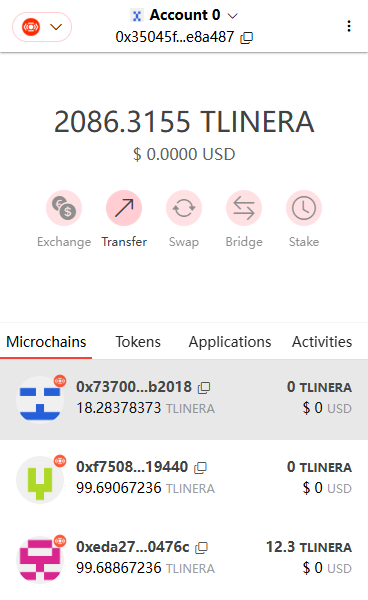 Account 0
0x35045f...e8a487
2086.3155 TLINERA
$ 0.0000 USD
Exchange Transfer Swap Bridge Stake
Microchains Tokens Applications Activities
0x73700...b2018 0 TLINERA
18.28378373 TLINERA $ 0 USD
0xf7508...19440 0 TLINERA
99.69067236 TLINERA $ 0 USD
0xeda27...0476c 12.3 TLINERA
99.68867236 TLINERA $ 0 USD